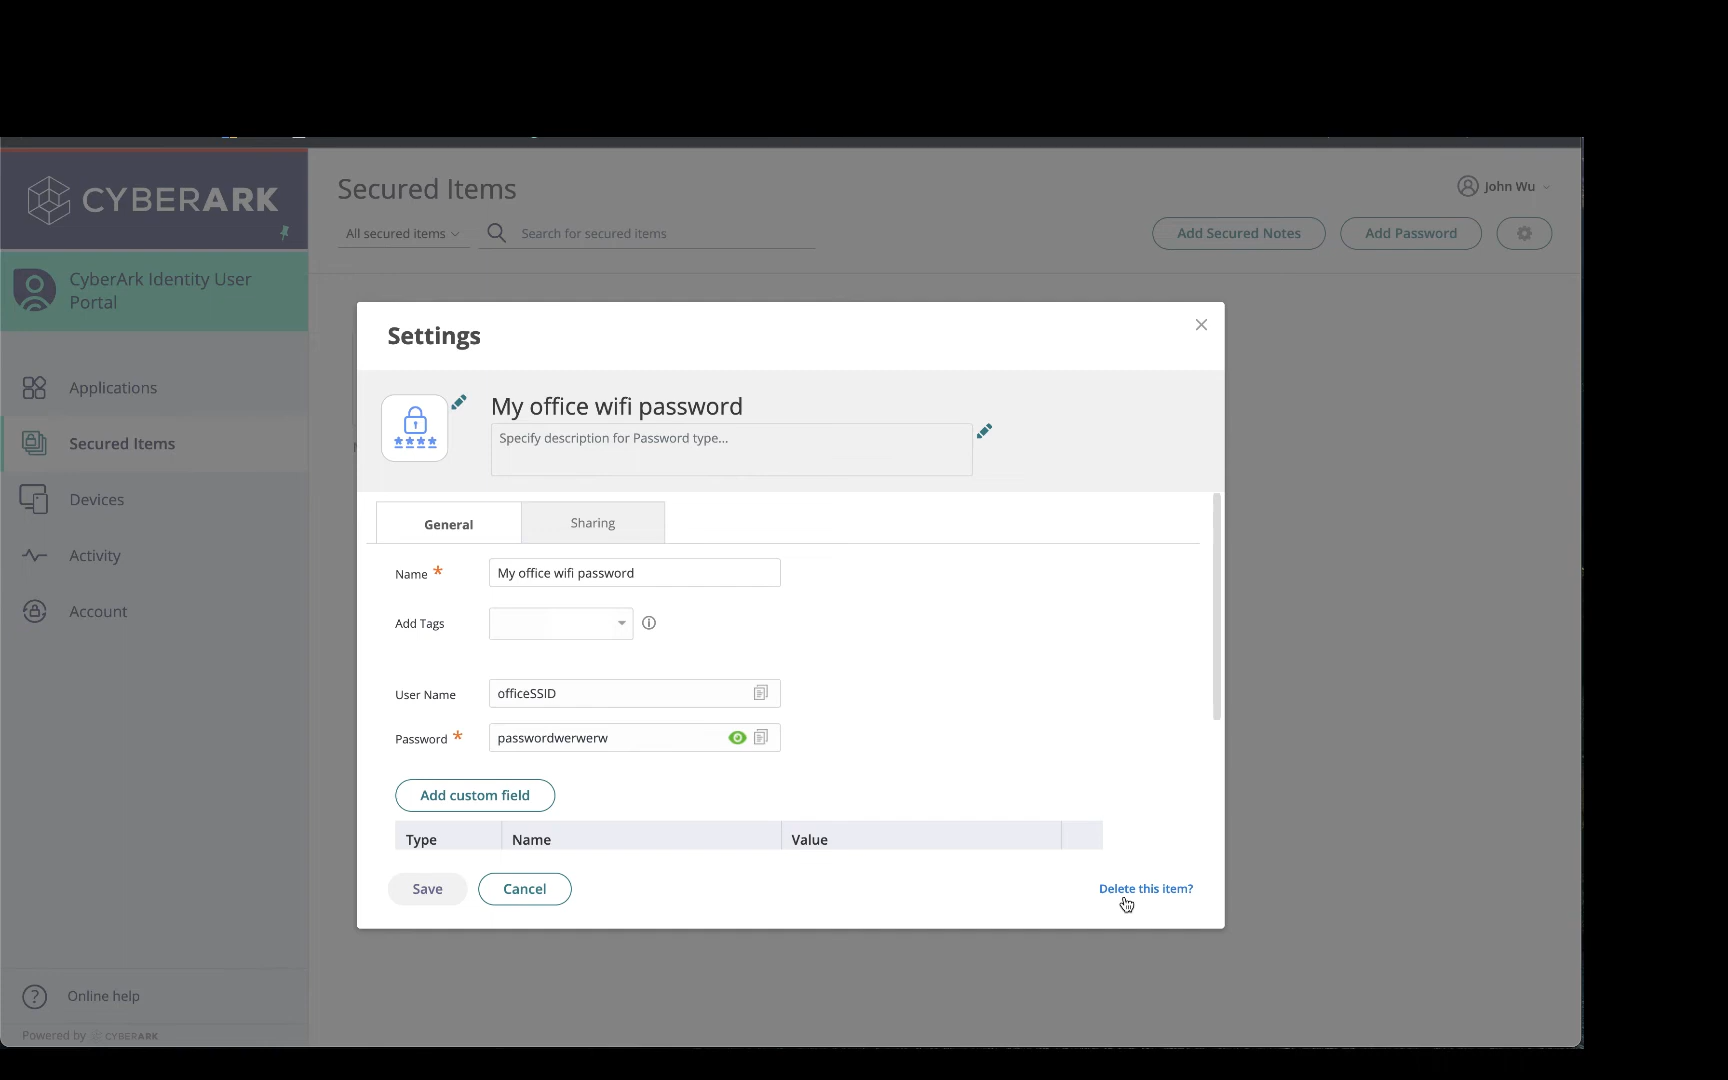 CYBERARK
CyberArk Identity User
Portal
Applications
Secured Items
Devices
Activity
Account
Online help
Powered by CYBERARK
Secured Items
John Wu
All secured items
Search for secured items
Add Secured Notes
Add Password
Settings
My office wifi password
Specify description for Password type...
****
General
Sharing
Name *
My office wifi password
Add Tags
User Name
officeSSID
Password *
passwordwerwerw
Add custom field
Type Name Value
Save
Cancel
Delete this item?